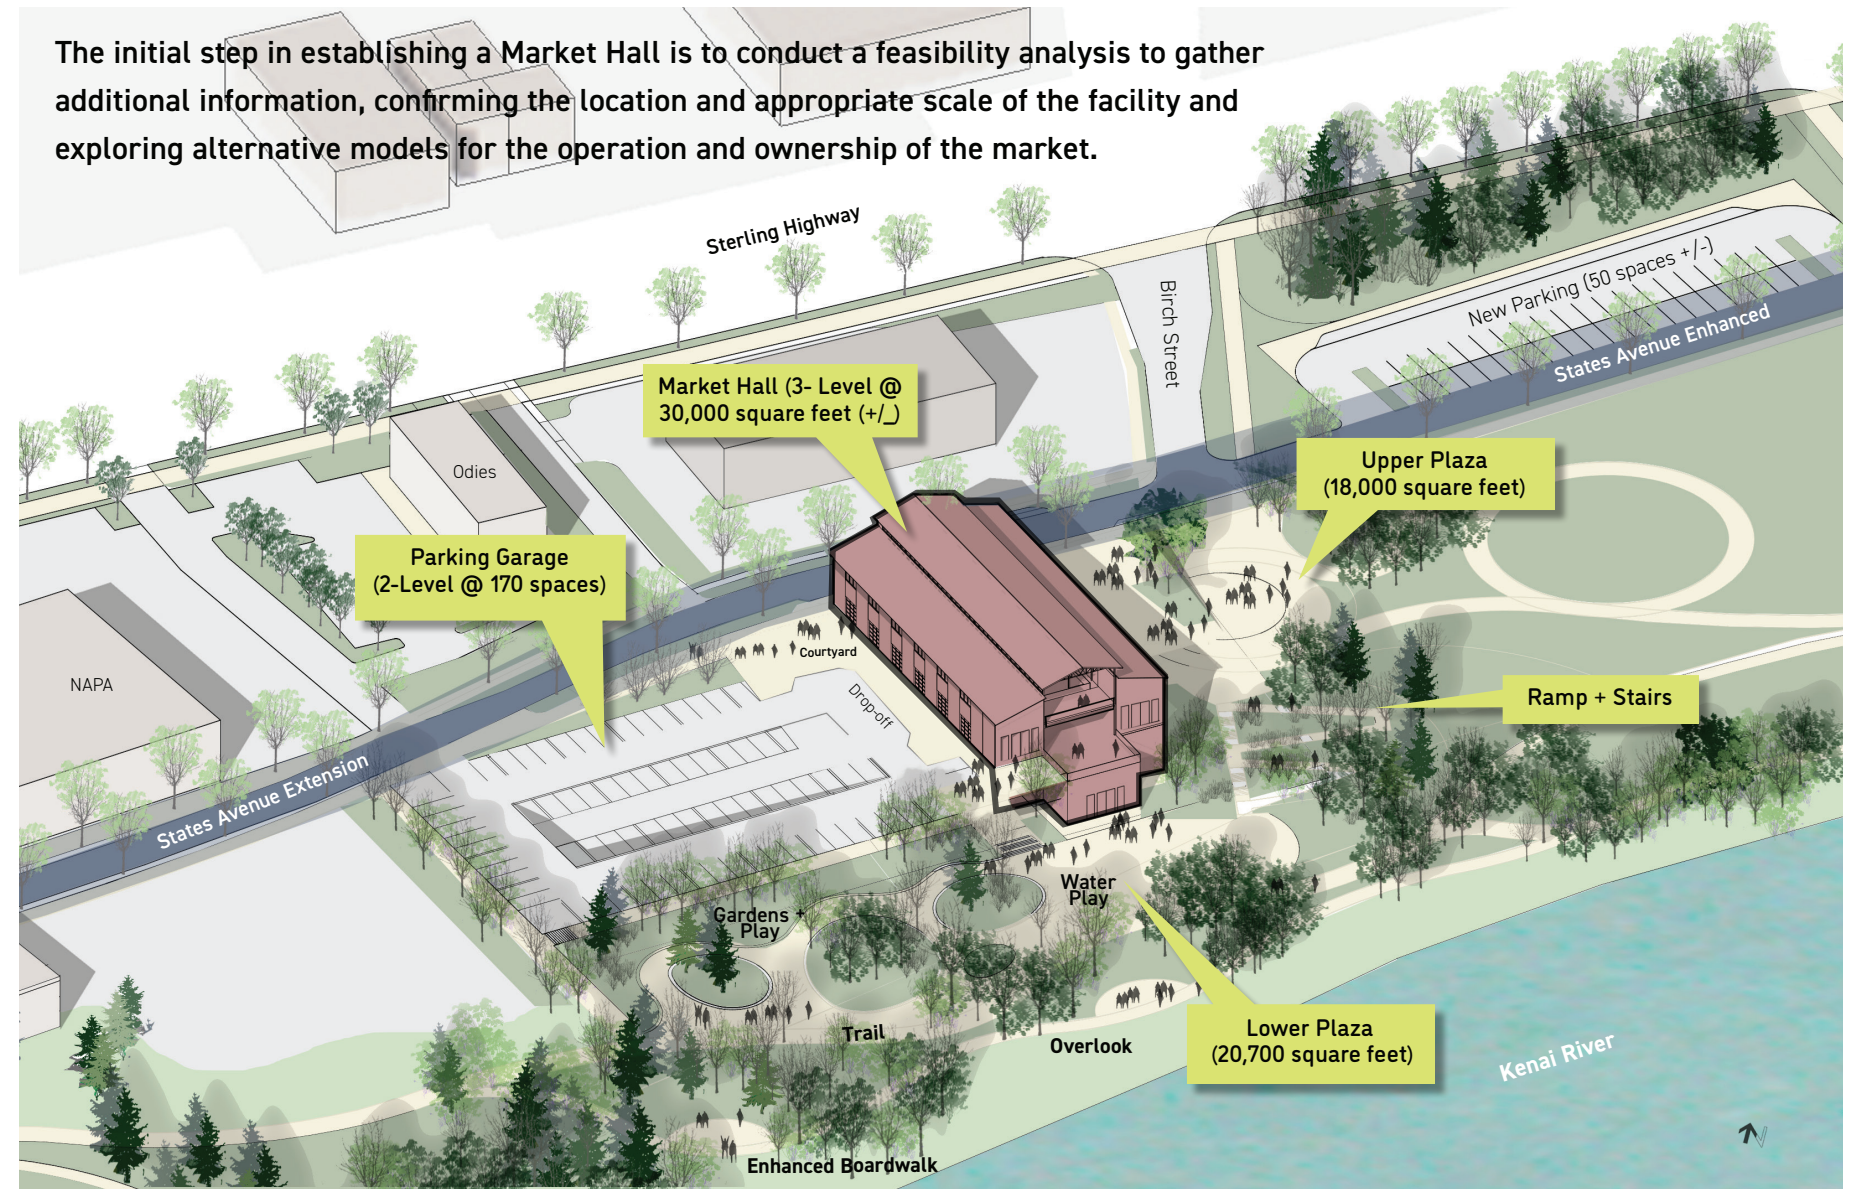 The initial step in establishing a Market Hall is to conduct a feasibility analysis to gather
additional information, confirming the location and appropriate scale of the facility and
exploring alternative models for the operation and ownership of the market.
Sterling Highway
Birch Street
New Parking (50 spaces +/-)
States Avenue Enhanced
Market Hall (3- Level @
30,000 square feet (+/_)
Odies
Upper Plaza
(18,000 square feet)
Parking Garage
(2-Level @ 170 spaces)
Courtyard
NAPA
Drop-off
Ramp + Stairs
States Avenue Extension
Water
Play
Gardens +
Play
Trail
Overlook
Lower Plaza
(20,700 square feet)
Kenai River
Enhanced Boardwalk
N